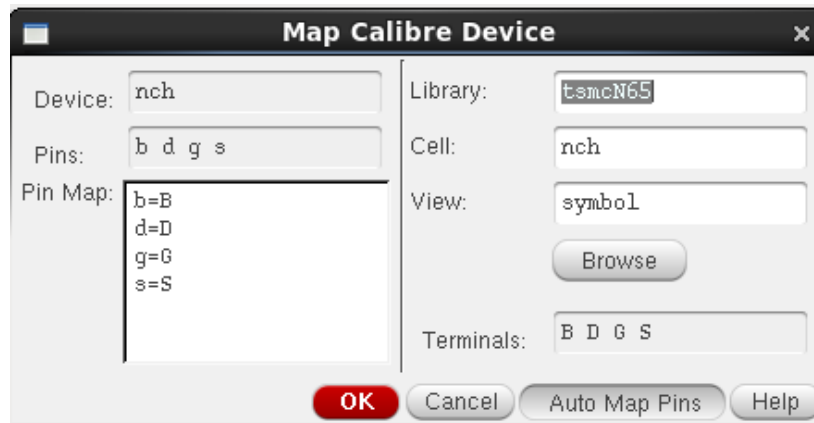 Map Calibre Device
Device: nch
Pins: b d g s
Pin Map: b=B
d=D
g=G
s=S
Library: tsmcN65
Cell: nch
View: symbol
Browse
Terminals: B D G S
OK Cancel Auto Map Pins Help